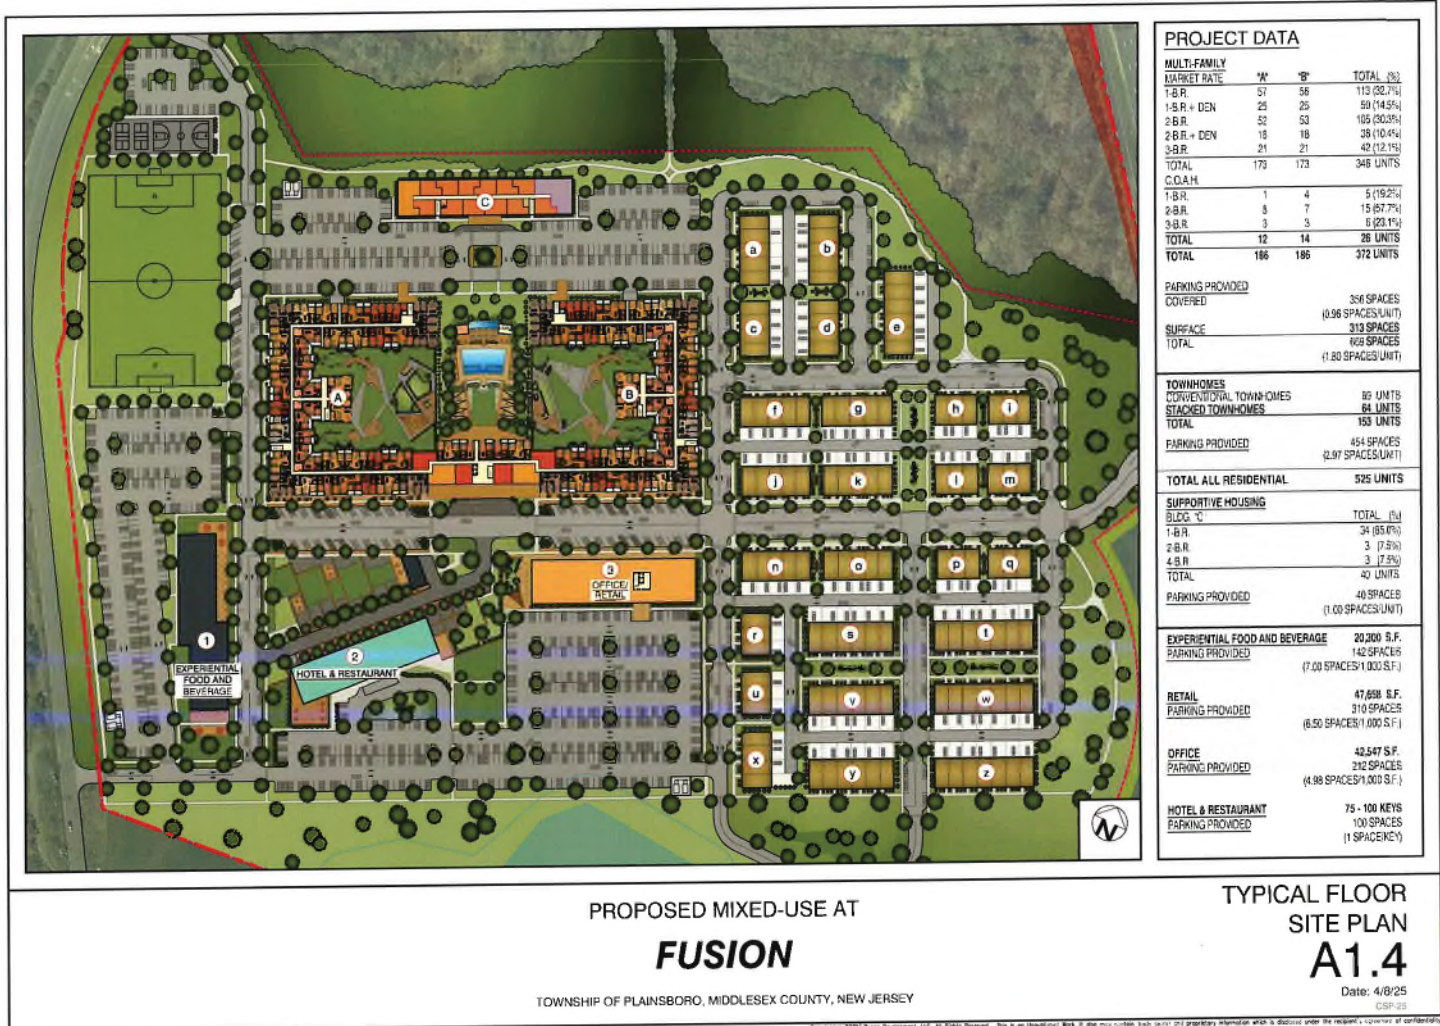 PROJECT DATA
MULTI-FAMILY
MARKET RATE "A" "B" TOTAL (%)
1-B.R. 57 56 113 (32.7%)
1-B.R. + DEN 25 25 50 (14.5%)
2-B.R. 52 53 105 (30.3%)
2-B.R. + DEN 18 18 36 (10.4%)
3-B.R. 21 21 42 (12.1%)
TOTAL 173 173 346 UNITS
C.O.A.H.
1-B.R. 1 4 5 (19.2%)
2-B.R. 8 7 15 (57.7%)
3-B.R. 3 3 6 (23.1%)
TOTAL 12 14 26 UNITS
TOTAL 186 186 372 UNITS
PARKING PROVIDED
COVERED 356 SPACES
(0.96 SPACES/UNIT)
SURFACE 313 SPACES
TOTAL 669 SPACES
(1.80 SPACES/UNIT)
TOWNHOMES
CONVENTIONAL TOWNHOMES 89 UNITS
STACKED TOWNHOMES 64 UNITS
TOTAL 153 UNITS
PARKING PROVIDED 454 SPACES
(2.97 SPACES/UNIT)
TOTAL ALL RESIDENTIAL 525 UNITS
SUPPORTIVE HOUSING
BLDG. "C" TOTAL (%)
1-B.R. 34 (85.0%)
2-B.R. 3 (7.5%)
4-B.R. 3 (7.5%)
TOTAL 40 UNITS
PARKING PROVIDED 40 SPACES
(1.00 SPACES/UNIT)
EXPERIENTIAL FOOD AND BEVERAGE 20,300 S.F.
PARKING PROVIDED 142 SPACES
(7.00 SPACES/1,000 S.F.)
RETAIL 47,658 S.F.
PARKING PROVIDED 310 SPACES
(6.50 SPACES/1,000 S.F.)
OFFICE 42,547 S.F.
PARKING PROVIDED 212 SPACES
(4.98 SPACES/1,000 S.F.)
HOTEL & RESTAURANT 75 - 100 KEYS
PARKING PROVIDED 100 SPACES
(1 SPACE/KEY)
C
A
B
a
b
c
d
e
f
g
h
i
j
k
l
m
n
o
p
q
r
s
t
u
v
w
x
y
z
1
EXPERIENTIAL
FOOD AND
BEVERAGE
2
HOTEL & RESTAURANT
3
OFFICE/
RETAIL
N
PROPOSED MIXED-USE AT
FUSION
TOWNSHIP OF PLAINSBORO, MIDDLESEX COUNTY, NEW JERSEY
TYPICAL FLOOR
SITE PLAN
A1.4
Date: 4/8/25
CSP-25